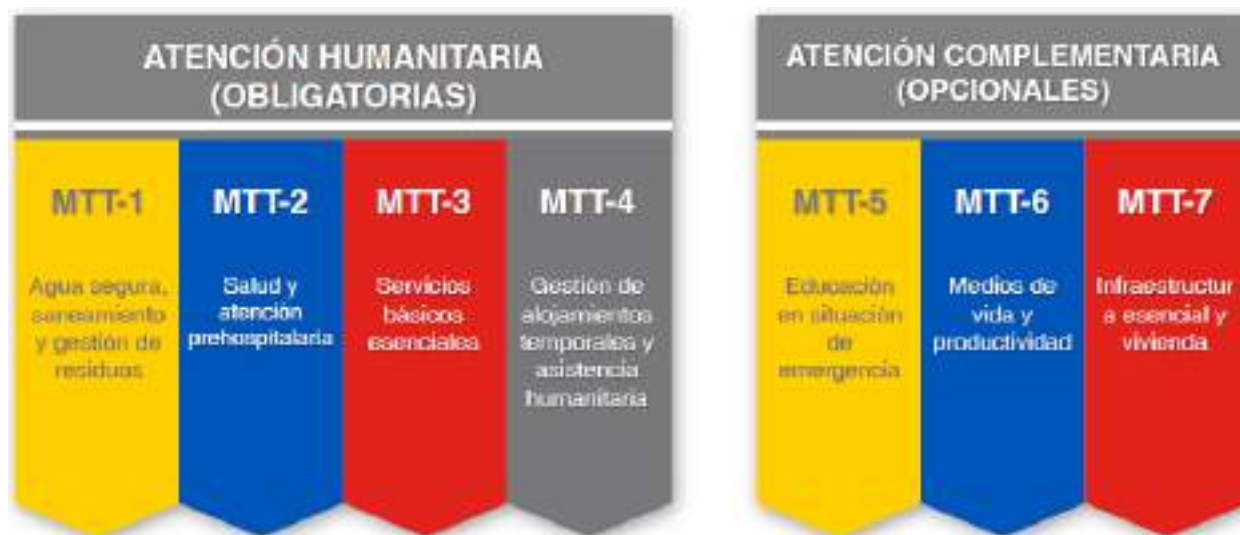 ATENCIÓN HUMANITARIA
(OBLIGATORIAS)
MTT-1
Agua segura,
saneamiento
y gestión de
residuos
MTT-2
Salud y
atención
prehospitalaria
MTT-3
Servicios
básicos
esenciales
MTT-4
Gestión de
alojamientos
temporales y
asistencia
humanitaria
ATENCIÓN COMPLEMENTARIA
(OPCIONALES)
MTT-5
Educación
en situación
de
emergencia
MTT-6
Medios de
vida y
productividad
MTT-7
Infraestructur
a esencial y
vivienda